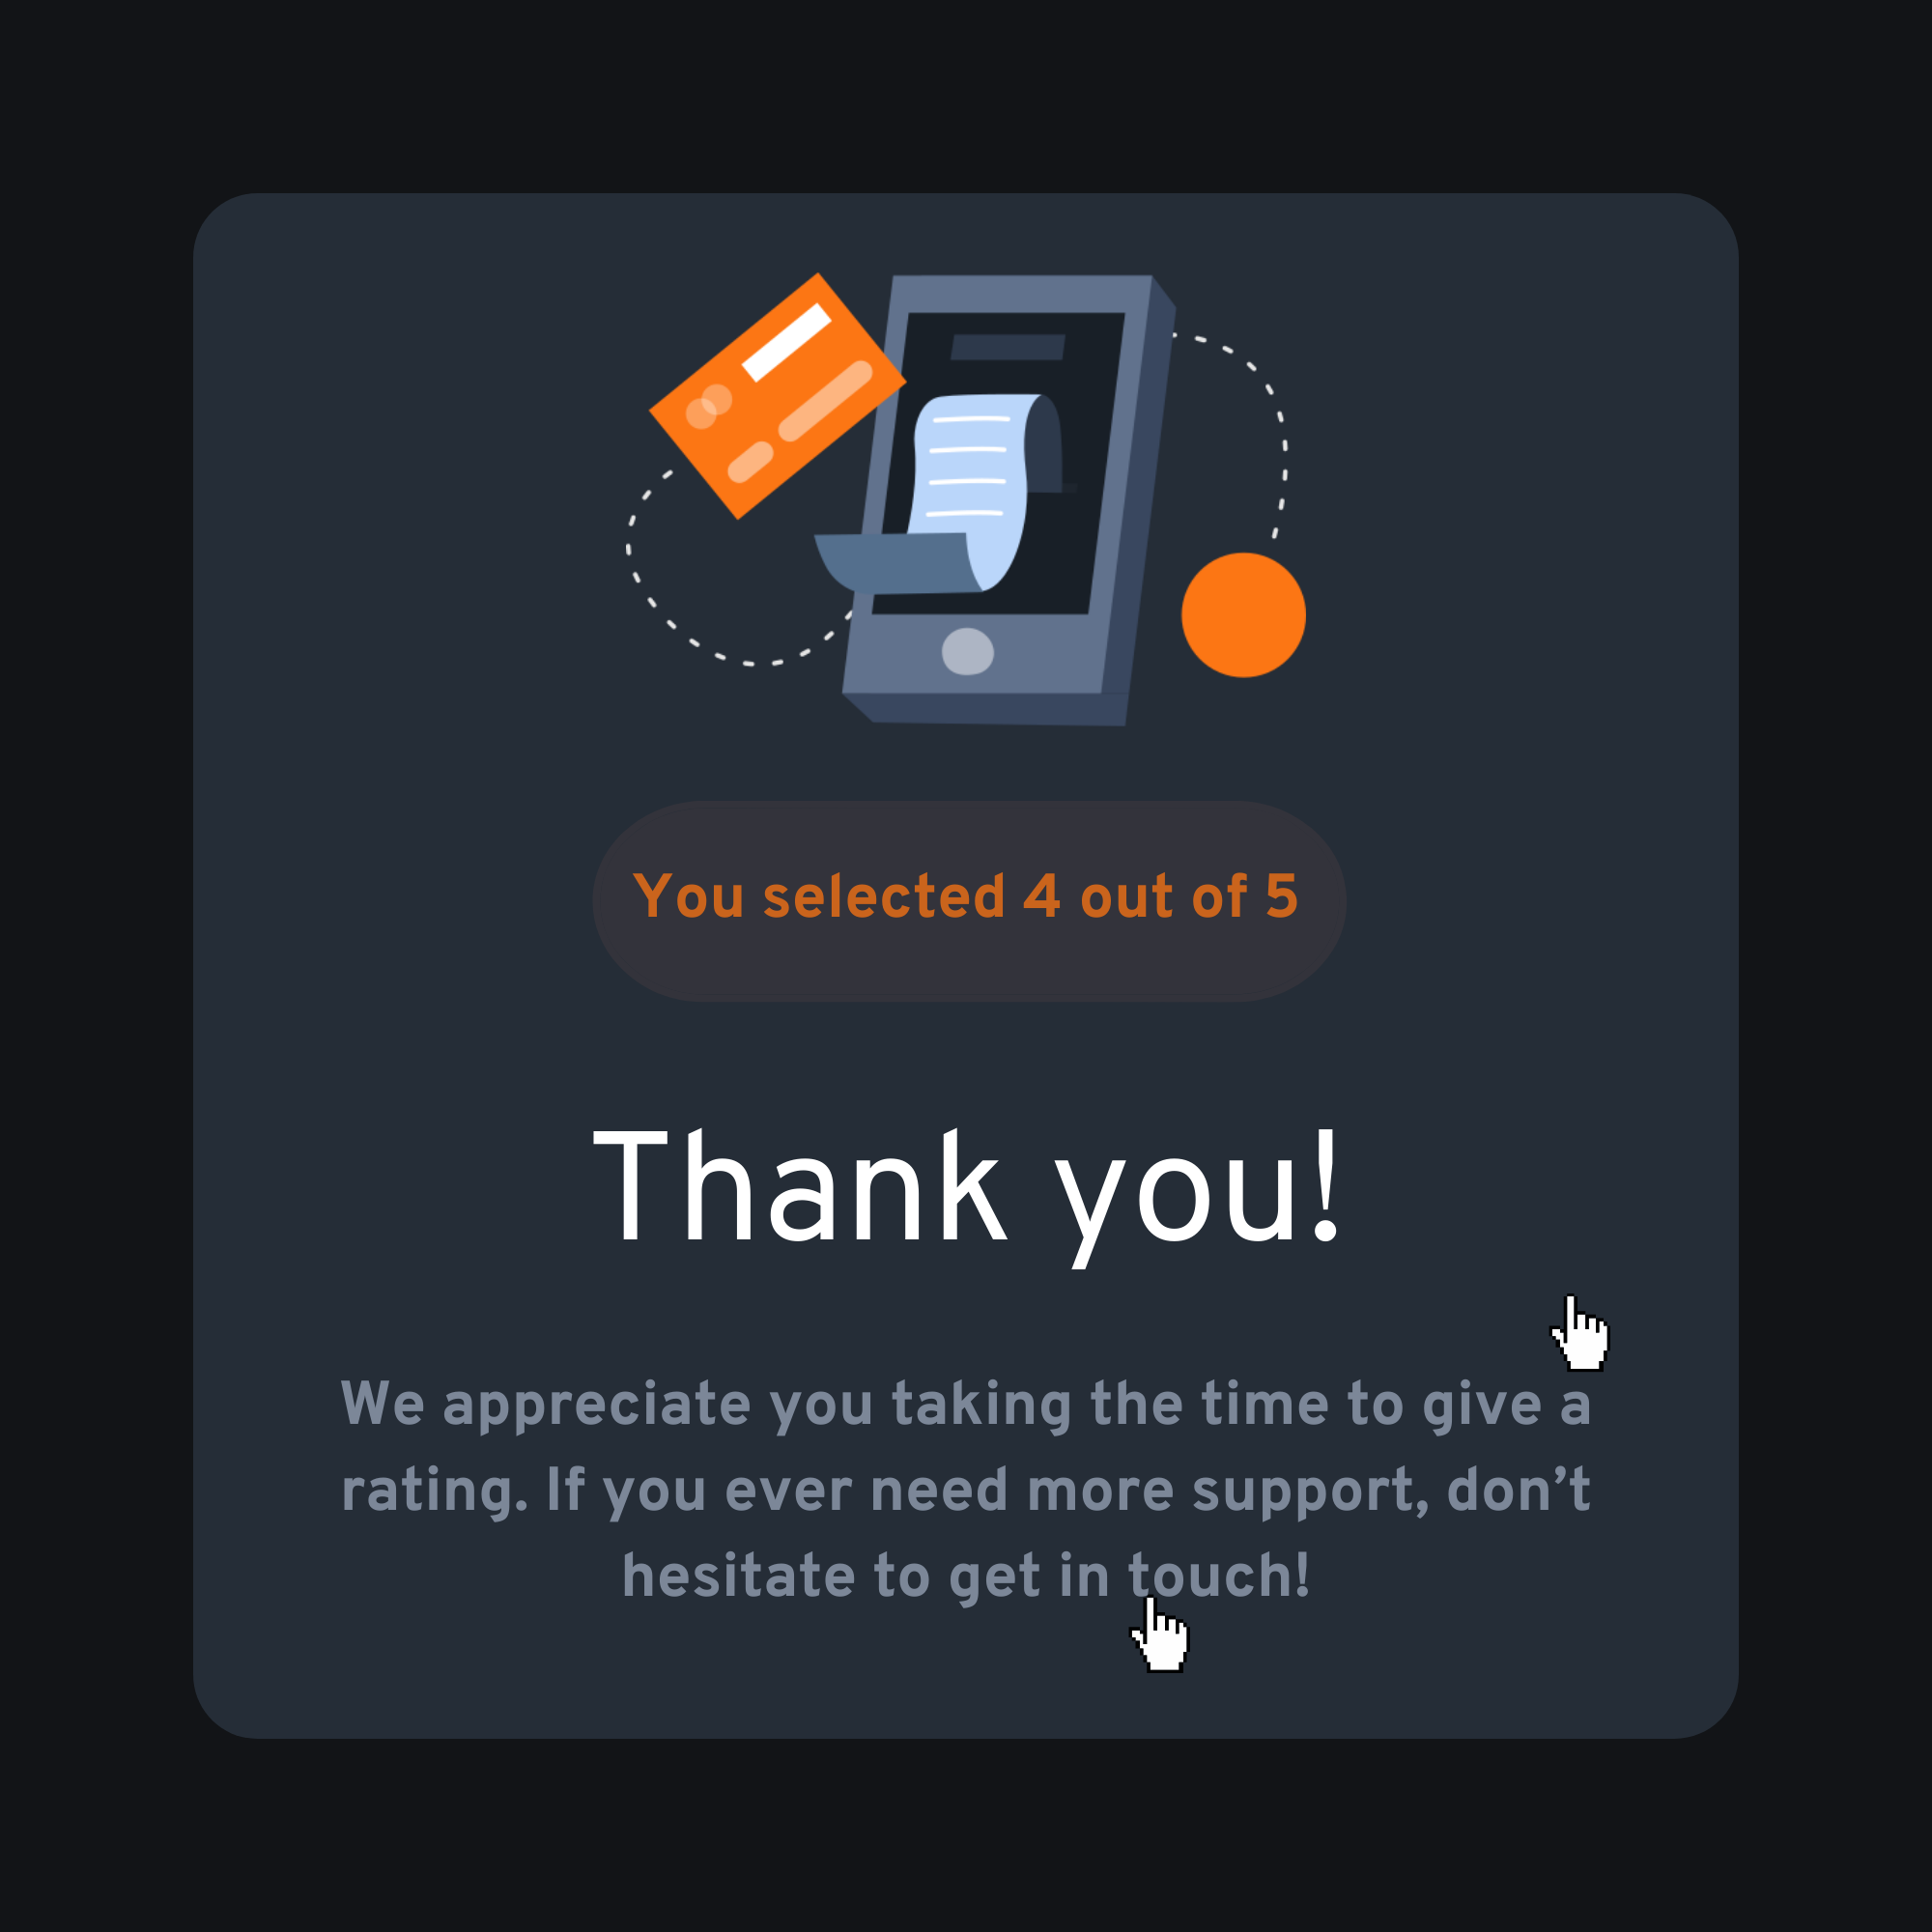 You selected 4 out of 5
Thank you!
We appreciate you taking the time to give a
rating. If you ever need more support, don’t
hesitate to get in touch!